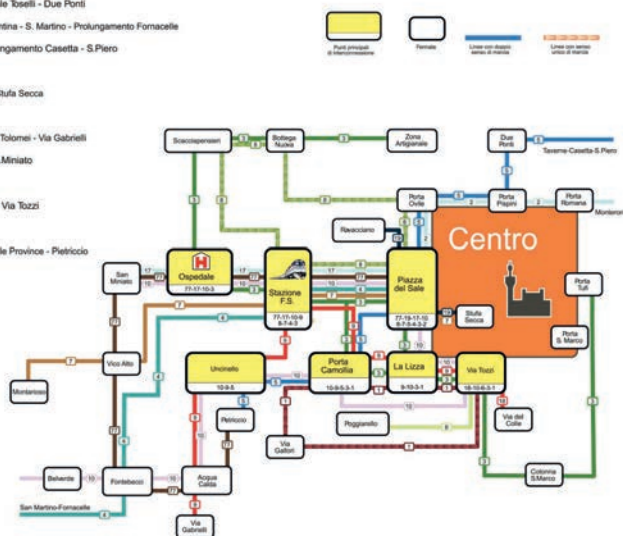 le Toselli - Due Ponti
ntina - S. Martino - Prolungamento Fornacelle
ngamento Casetta - S.Piero
Stufa Secca
Tolomei - Via Gabrielli
.Miniato
Via Tozzi
le Province - Pietriccio
Punti principali
di interconnessione
Fermate
Linee con doppio
senso di marcia
Linea con senso
unico di marcia
Scacciapensieri
Bottega
Nuova
Zona
Artigianale
Due
Ponti
Taverne-Casetta-S.Piero
Porta
Ovile
Porta
Pispini
Porta
Romana
Monteroni
Ravacciano
Centro
San
Miniato
Ospedale
77-17-10-3
Stazione
F.S.
77-17-10-9
8-7-4-3
Piazza
del Sale
77-19-17-10
8-7-5-4-3-2
Stufa
Secca
Porta
Tufi
Porta
S. Marco
Vico Alto
Montarioso
Uncinello
10-9-5
Porta
Camollia
10-9-5-3-1
La Lizza
9-10-3-1
Via Tozzi
18-10-6-3-1
Petriccio
Via
Gallori
Poggianello
Via del
Colle
Belverde
Fontebecci
Acqua
Calda
Colonna
S.Marco
San Martino-Fornacelle
Via
Gabrielli